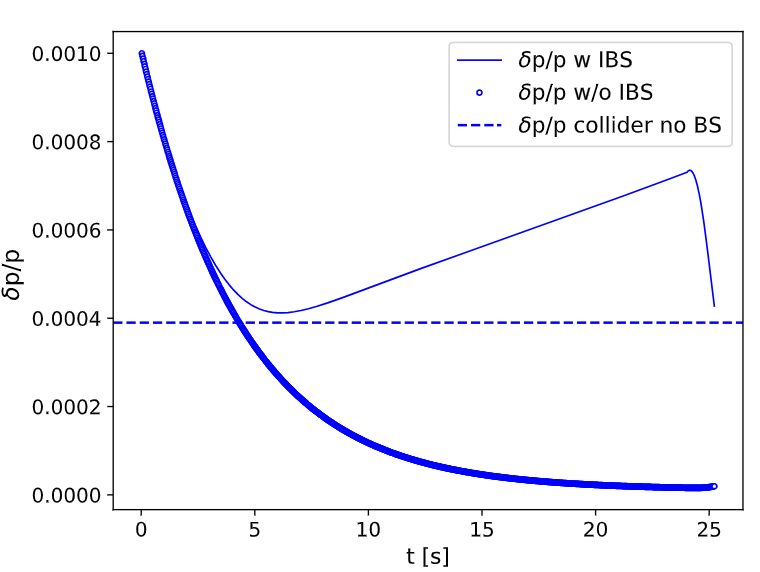 δp/p w IBS
δp/p w/o IBS
δp/p collider no BS
0.0010
0.0008
0.0006
0.0004
0.0002
0.0000
δp/p
0 5 10 15 20 25
t [s]